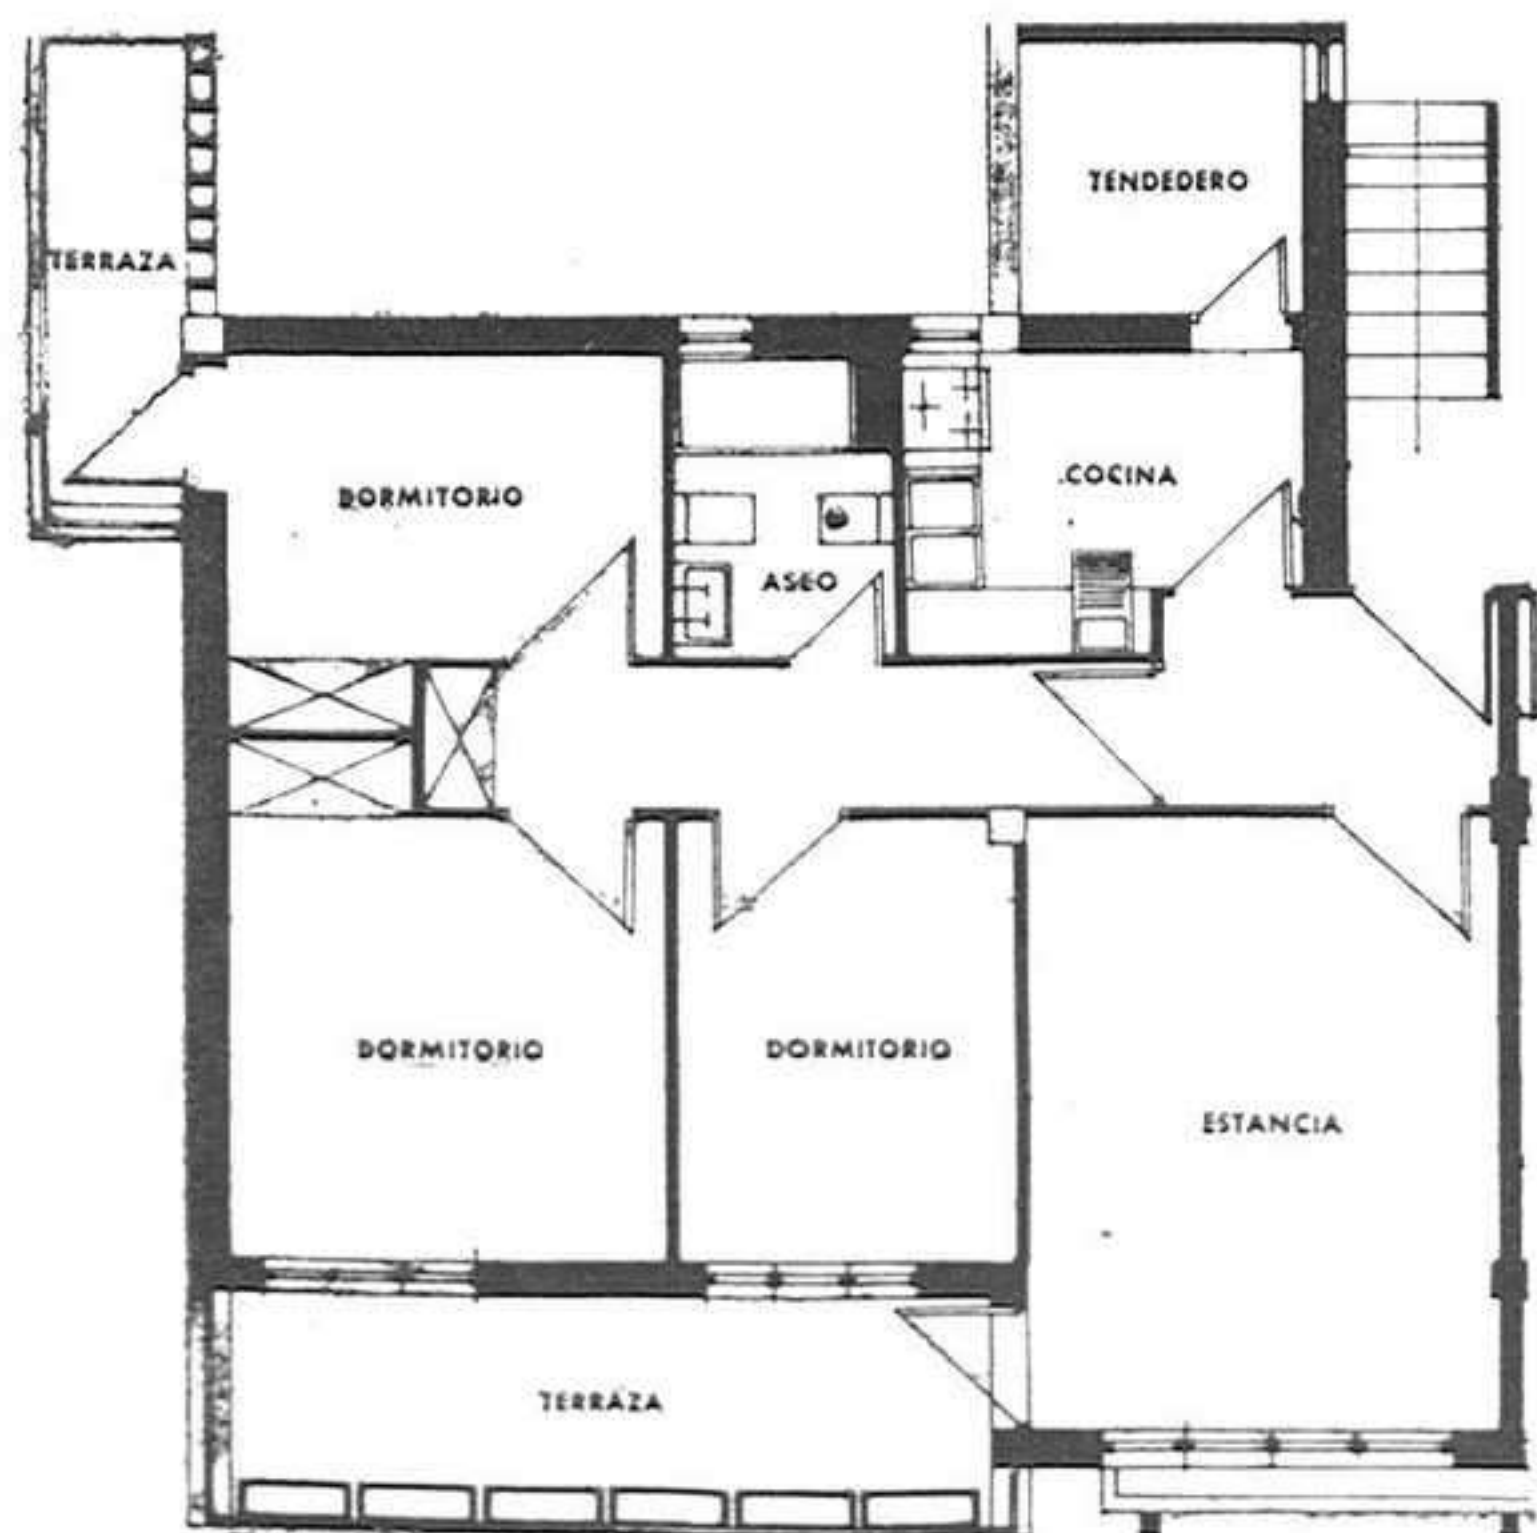 TENDEDERO
TERRAZA
COCINA
DORMITORIO
ASEO
DORMITORIO
DORMITORIO
ESTANCIA
TERRAZA